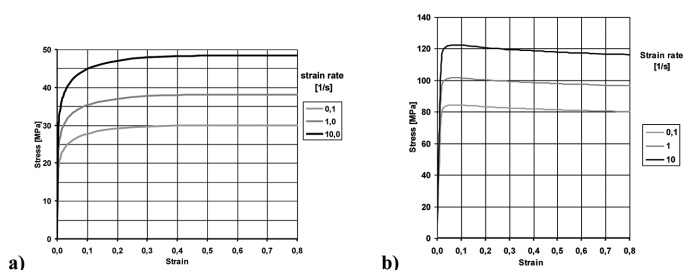 a)
Stress [MPa]
50
40
30
20
10
0
0,0 0,1 0,2 0,3 0,4 0,5 0,6 0,7 0,8
Strain
strain rate
[1/s]
0,1
1,0
10,0
b)
Stress [MPa]
140
120
100
80
60
40
20
0
0,0 0,1 0,2 0,3 0,4 0,5 0,6 0,7 0,8
Strain
Strain rate
[1/s]
0,1
1
10